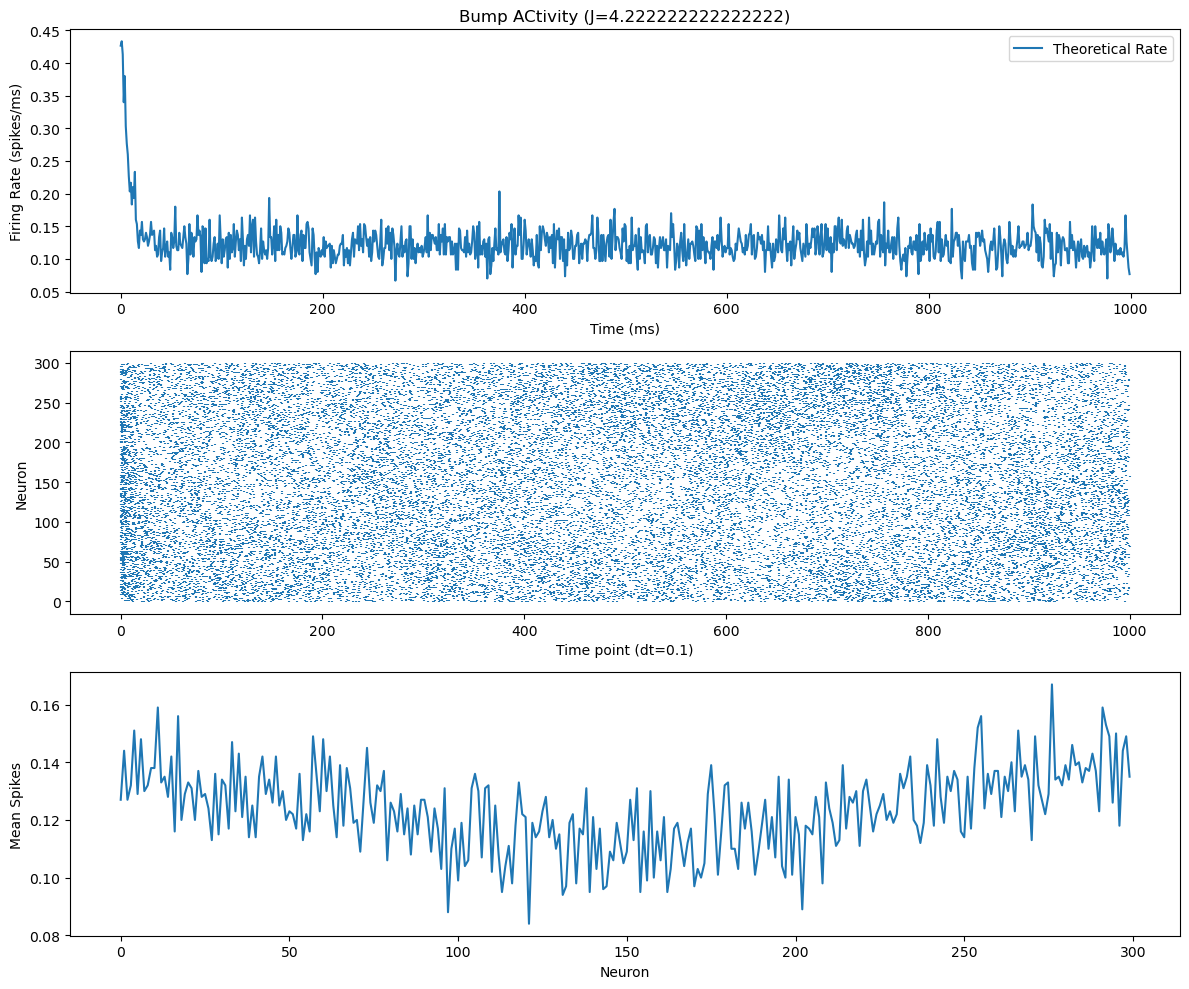 Bump ACtivity (J=4.222222222222222)
Theoretical Rate
Firing Rate (spikes/ms)
0.45
0.40
0.35
0.30
0.25
0.20
0.15
0.10
0.05
0 200 400 600 800 1000
Time (ms)
Neuron
300
250
200
150
100
50
0
0 200 400 600 800 1000
Time point (dt=0.1)
Mean Spikes
0.16
0.14
0.12
0.10
0.08
0 50 100 150 200 250 300
Neuron